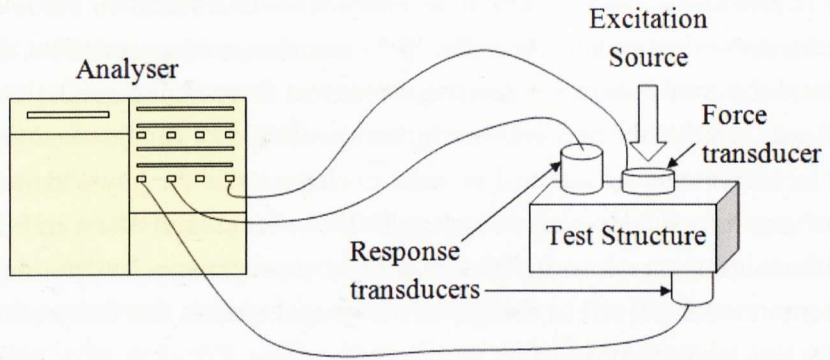 Excitation
Source
Analyser
Force
transducer
Test Structure
Response
transducers